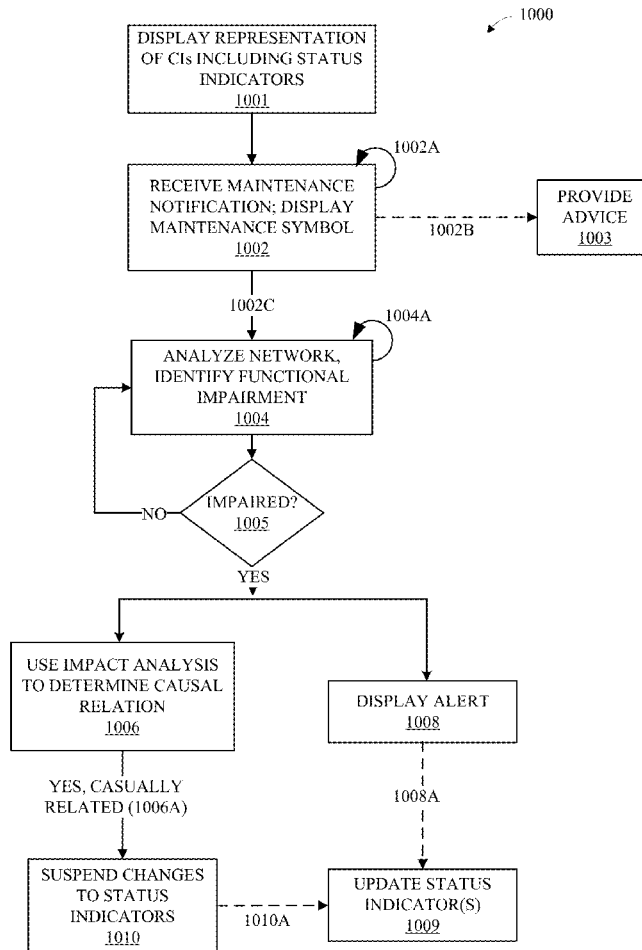 1000
DISPLAY REPRESENTATION
OF CIs INCLUDING STATUS
INDICATORS
1001
1002A
RECEIVE MAINTENANCE
NOTIFICATION; DISPLAY
MAINTENANCE SYMBOL
1002
1002B
PROVIDE
ADVICE
1003
1002C
1004A
ANALYZE NETWORK,
IDENTIFY FUNCTIONAL
IMPAIRMENT
1004
IMPAIRED?
1005
NO
YES
USE IMPACT ANALYSIS
TO DETERMINE CAUSAL
RELATION
1006
DISPLAY ALERT
1008
YES, CASUALLY
RELATED (1006A)
1008A
SUSPEND CHANGES
TO STATUS
INDICATORS
1010
1010A
UPDATE STATUS
INDICATOR(S)
1009